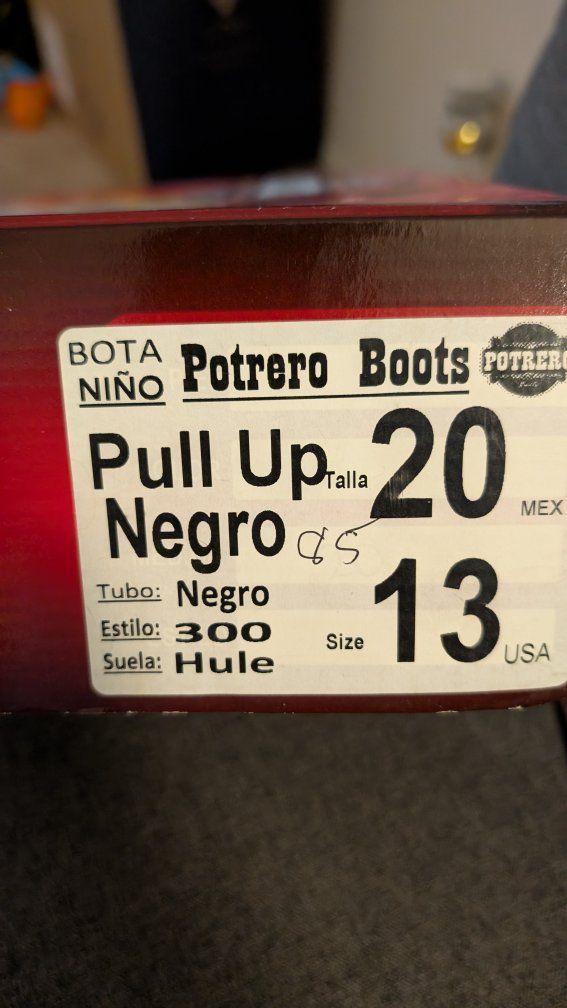 BOTA
NIÑO
Potrero Boots
POTRERO
Pull Up
Talla 20 MEX
Negro
85
Tubo: Negro
Estilo: 300
Suela: Hule
Size 13 USA